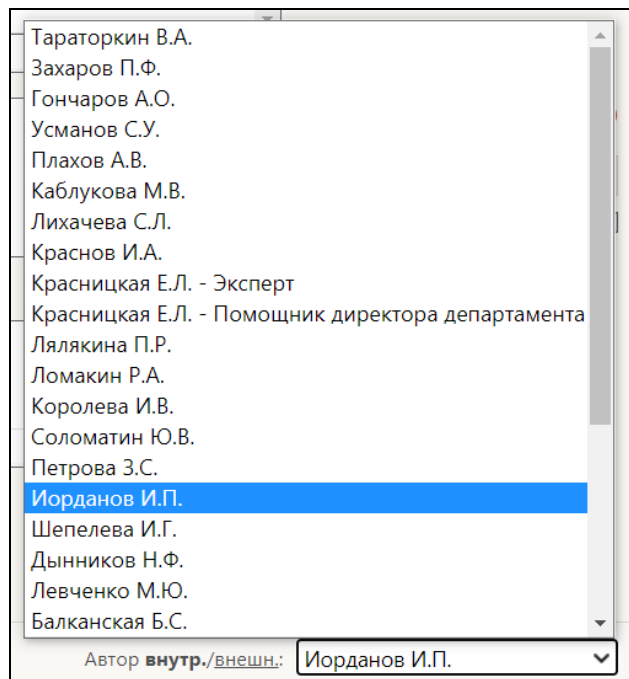 Тараторкин В.А.
Захаров П.Ф.
Гончаров А.О.
Усманов С.У.
Плахов А.В.
Каблукова М.В.
Лихачева С.Л.
Краснов И.А.
Красницкая Е.Л. - Эксперт
Красницкая Е.Л. - Помощник директора департамента
Лялякина П.Р.
Ломакин Р.А.
Королева И.В.
Соломатин Ю.В.
Петрова З.С.
Иорданов И.П.
Шепелева И.Г.
Дынников Н.Ф.
Левченко М.Ю.
Балканская Б.С.
Автор внутр./внешн.: Иорданов И.П.